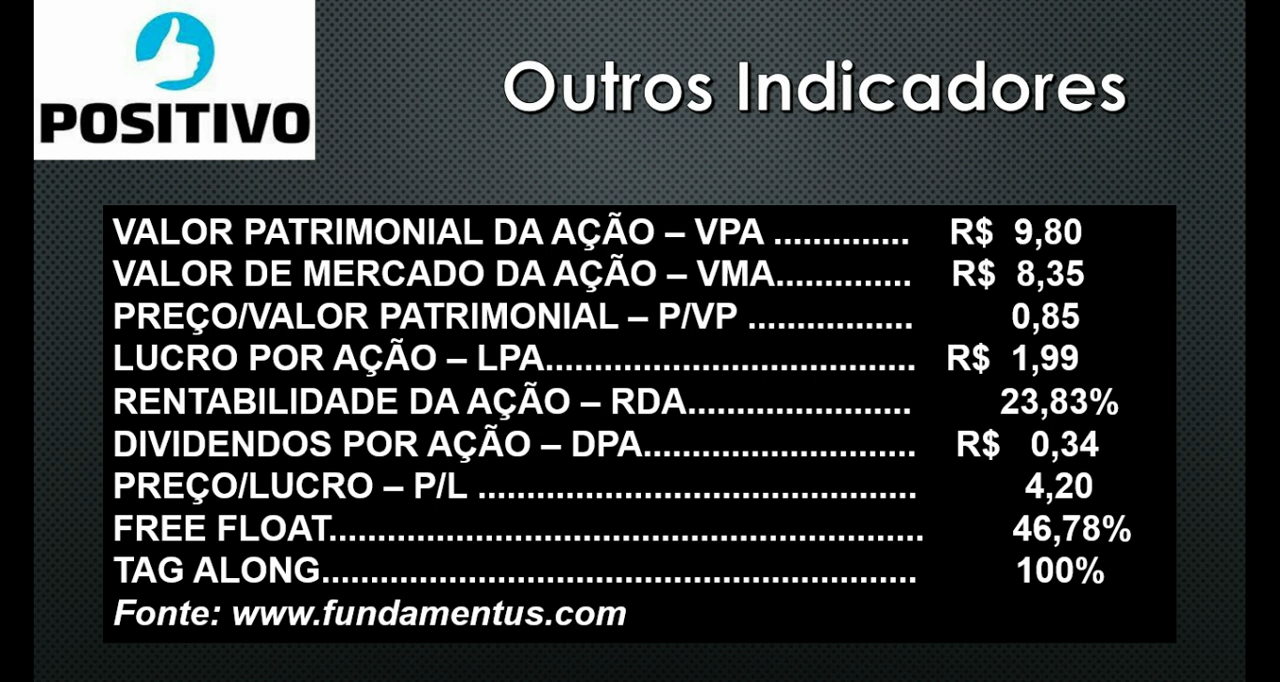 POSITIVO
Outros Indicadores
VALOR PATRIMONIAL DA AÇÃO – VPA .............. R$ 9,80
VALOR DE MERCADO DA AÇÃO – VMA.............. R$ 8,35
PREÇO/VALOR PATRIMONIAL – P/VP ................. 0,85
LUCRO POR AÇÃO – LPA...................................... R$ 1,99
RENTABILIDADE DA AÇÃO – RDA....................... 23,83%
DIVIDENDOS POR AÇÃO – DPA............................ R$ 0,34
PREÇO/LUCRO – P/L ............................................. 4,20
FREE FLOAT............................................................. 46,78%
TAG ALONG............................................................. 100%
Fonte: www.fundamentus.com